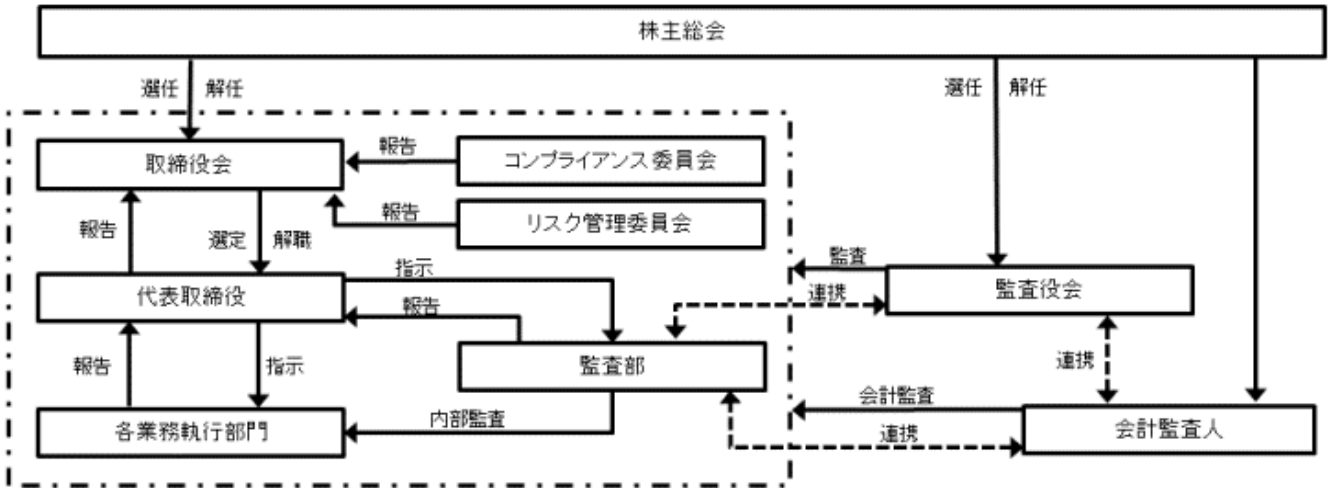 株主総会
選任 解任
選任 解任
取締役会
報告
コンプライアンス委員会
報告
リスク管理委員会
報告
選定 解職
代表取締役
指示
報告
監査
監査役会
連携
報告
指示
監査部
連携
各業務執行部門
内部監査
会計監査
連携
会計監査人